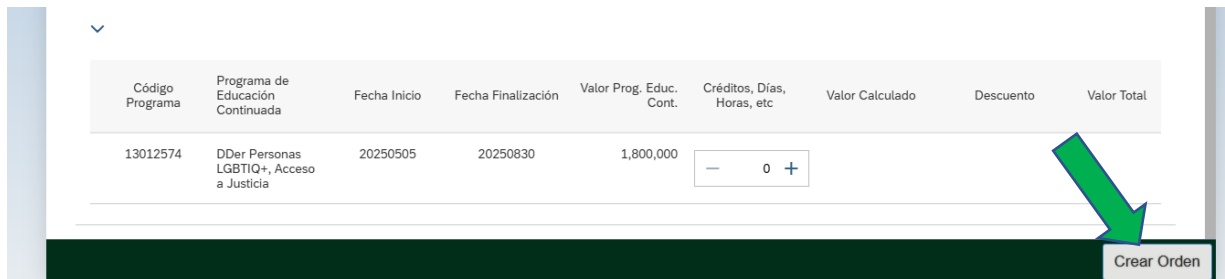 Código
Programa
Programa de
Educación
Continuada
Fecha Inicio
Fecha Finalización
Valor Prog. Educ.
Cont.
Créditos, Días,
Horas, etc
Valor Calculado
Descuento
Valor Total
13012574
DDer Personas
LGBTIQ+, Acceso
a Justicia
20250505
20250830
1,800,000
— 0 +
Crear Orden